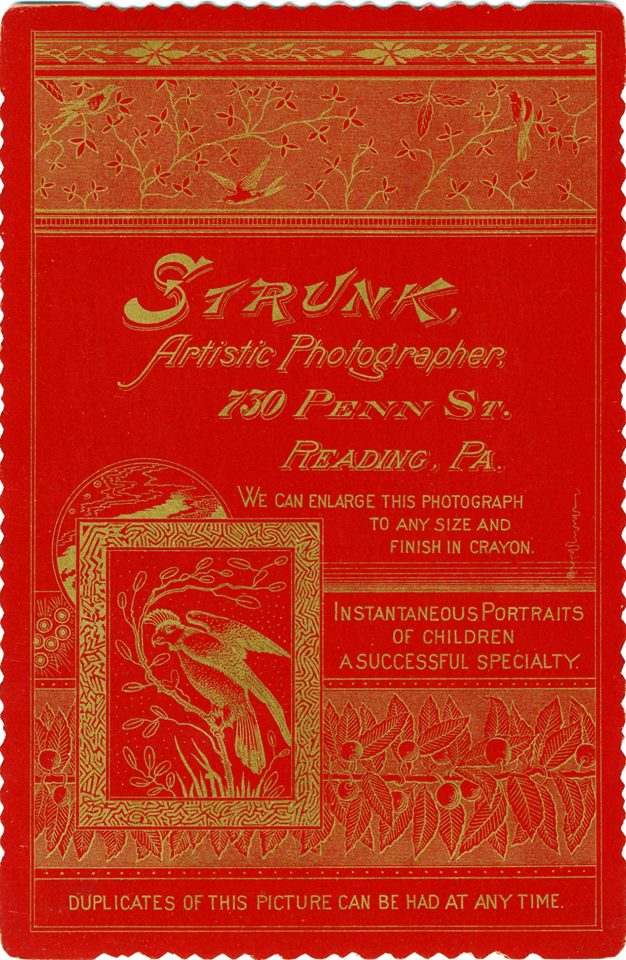 STRUNK,
Artistic Photographer,
730 PENN ST.
READING, PA.
WE CAN ENLARGE THIS PHOTOGRAPH
TO ANY SIZE AND
FINISH IN CRAYON.
INSTANTANEOUS PORTRAITS
OF CHILDREN
A SUCCESSFUL SPECIALTY.
DUPLICATES OF THIS PICTURE CAN BE HAD AT ANY TIME.